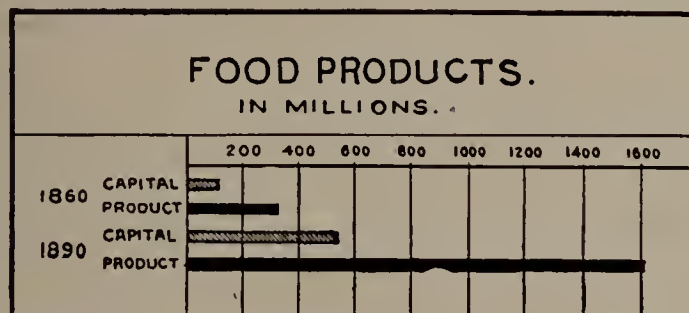 FOOD PRODUCTS.
IN MILLIONS.
200 400 600 800 1000 1200 1400 1600
1860 CAPITAL
PRODUCT
1890 CAPITAL
PRODUCT